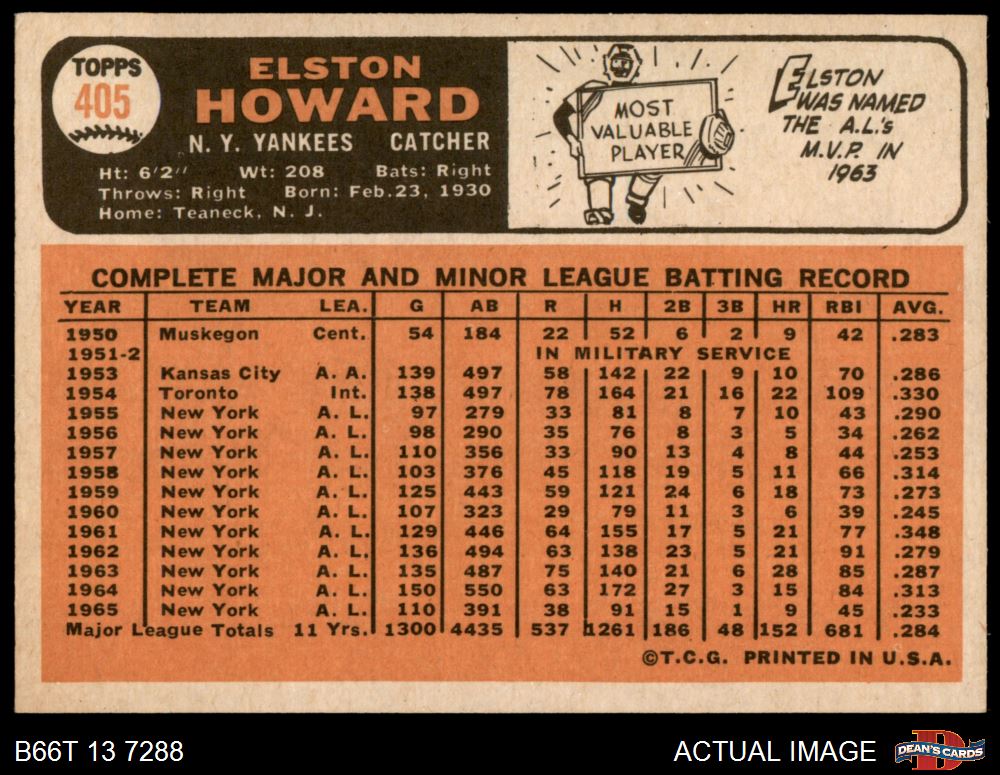 TOPPS
405
ELSTON
HOWARD
N. Y. YANKEES CATCHER
Ht: 6'2" Wt: 208 Bats: Right
Throws: Right Born: Feb. 23, 1930
Home: Teaneck, N. J.
MOST
VALUABLE
PLAYER
ELSTON
WAS NAMED
THE A.L.'s
M.V.P. IN
1963
COMPLETE MAJOR AND MINOR LEAGUE BATTING RECORD
YEAR TEAM LEA. G AB R H 2B 3B HR RBI AVG.
1950 Muskegon Cent. 54 184 22 52 6 2 9 42 .283
1951-2 IN MILITARY SERVICE
1953 Kansas City A. A. 139 497 58 142 22 9 10 70 .286
1954 Toronto Int. 138 497 78 164 21 16 22 109 .330
1955 New York A. L. 97 279 33 81 8 7 10 43 .290
1956 New York A. L. 98 290 35 76 8 3 5 34 .262
1957 New York A. L. 110 356 33 90 13 4 8 44 .253
1958 New York A. L. 103 376 45 118 19 5 11 66 .314
1959 New York A. L. 125 443 59 121 24 6 18 73 .273
1960 New York A. L. 107 323 29 79 11 3 6 39 .245
1961 New York A. L. 129 446 64 155 17 5 21 77 .348
1962 New York A. L. 136 494 63 138 23 5 21 91 .279
1963 New York A. L. 135 487 75 140 21 6 28 85 .287
1964 New York A. L. 150 550 63 172 27 3 15 84 .313
1965 New York A. L. 110 391 38 91 15 1 9 45 .233
Major League Totals 11 Yrs. 1300 4435 537 1261 186 48 152 681 .284
©T.C.G. PRINTED IN U.S.A.
B66T 13 7288
ACTUAL IMAGE
D
DEAN'S CARDS